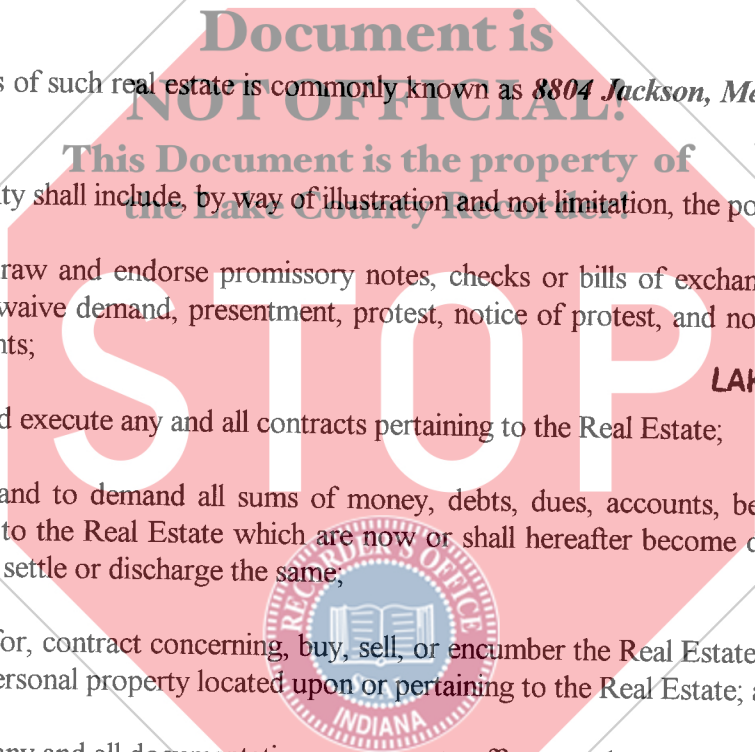 Document is
s of such real estate is commonly known as 8804 Jackson, Me
NOT OFFICIAL!
This Document is the property of
ty shall include, by way of illustration and not limitation, the po
the Lake County Recorder!
raw and endorse promissory notes, checks or bills of exchan
waive demand, presentment, protest, notice of protest, and no
nts;
LAK
d execute any and all contracts pertaining to the Real Estate;
STOP
and to demand all sums of money, debts, dues, accounts, be
to the Real Estate which are now or shall hereafter become d
settle or discharge the same;
RECORDER'S OFFICE
for, contract concerning, buy, sell, or encumber the Real Estate
ersonal property located upon or pertaining to the Real Estate; a
SEAL
INDIANA
any and all